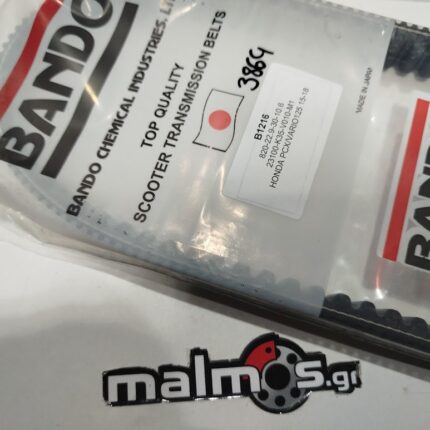 BANDO
BANDO CHEMICAL INDUSTRIES, LTD.
TOP QUALITY
SCOOTER TRANSMISSION BELTS
3869
B1216
820-22.9-30-10.6
23100-K35-V010-M1
HONDA PCX/VARIO125 15-18
MADE IN JAPAN
BANDO
malmos.gr